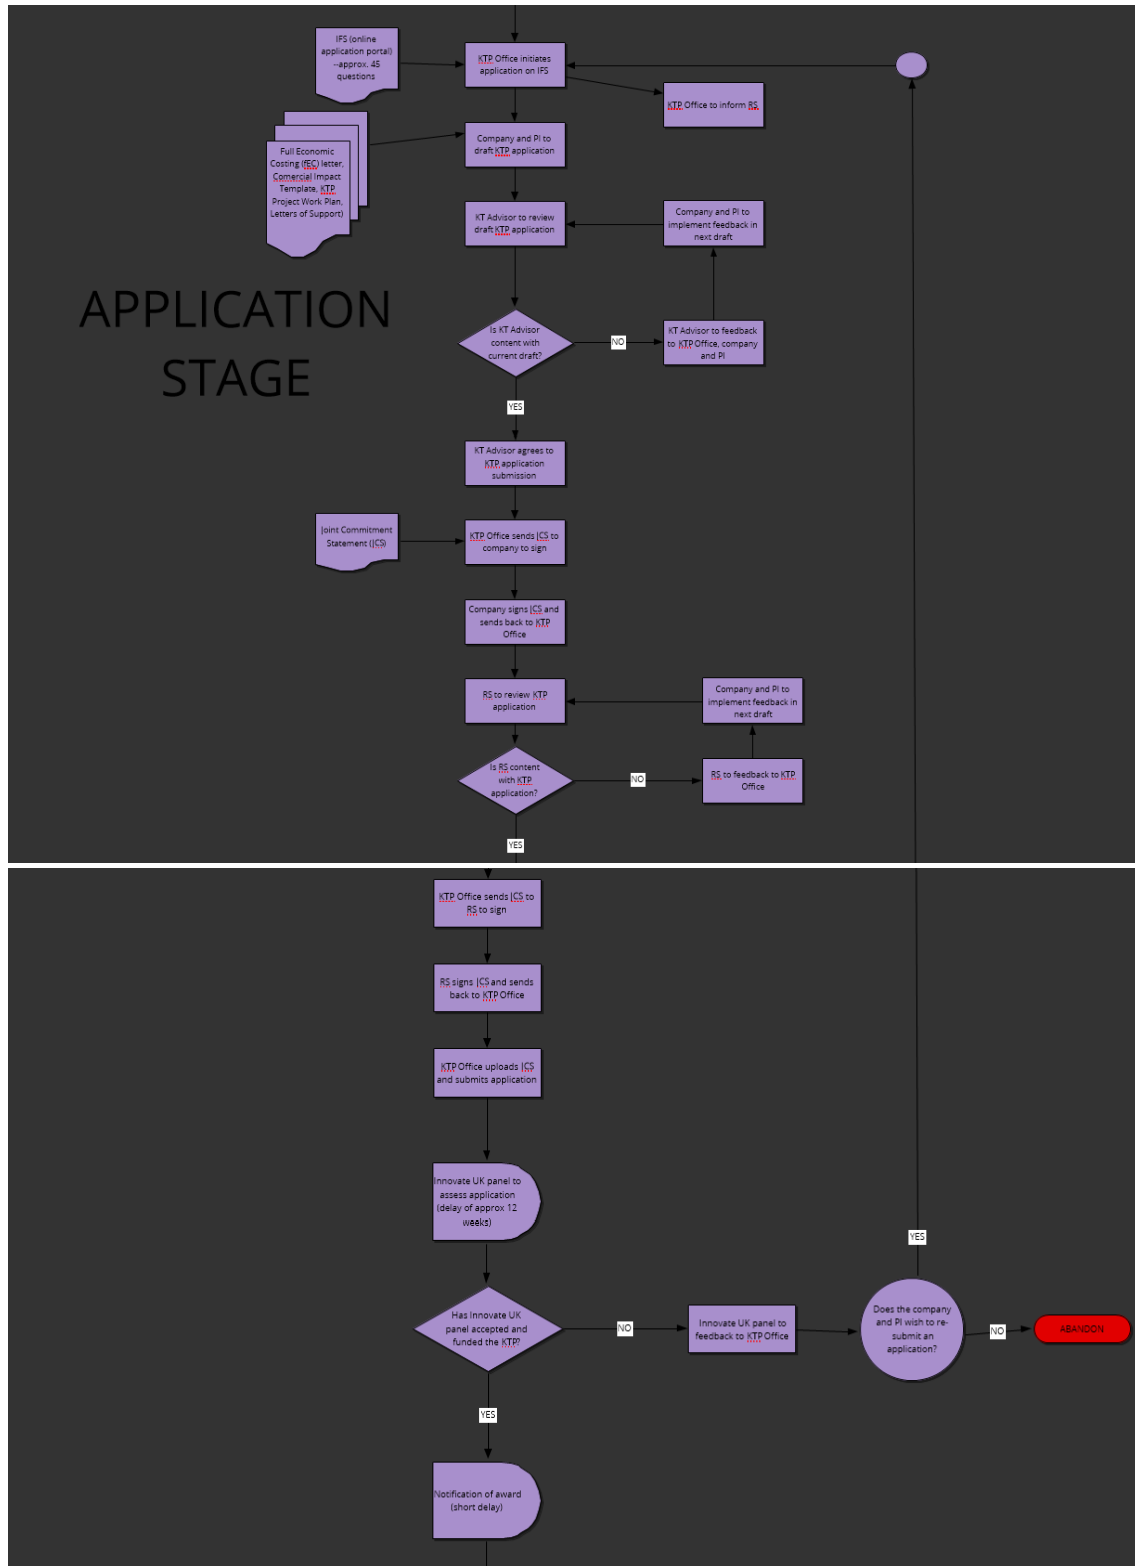 IFS (online
application portal)
--approx. 45
questions
KTP Office initiates
application on IFS
KTP Office to inform RS
Full Economic
Costing (fEC) letter,
Comercial Impact
Template, KTP
Project Work Plan,
Letters of Support)
Company and PI to
draft KTP application
KT Advisor to review
draft KTP application
Company and PI to
implement feedback in
next draft
APPLICATION
STAGE
Is KT Advisor
content with
current draft?
NO
KT Advisor to feedback
to KTP Office, company
and PI
YES
KT Advisor agrees to
KTP application
submission
Joint Commitment
Statement (JCS)
KTP Office sends JCS to
company to sign
Company signs JCS and
sends back to KTP
Office
RS to review KTP
application
Company and PI to
implement feedback in
next draft
Is RS content
with KTP
application?
NO
RS to feedback to KTP
Office
YES
KTP Office sends JCS to
RS to sign
RS signs JCS and sends
back to KTP Office
KTP Office uploads JCS
and submits application
Innovate UK panel to
assess application
(delay of approx 12
weeks)
YES
Has Innovate UK
panel accepted and
funded the KTP?
NO
Innovate UK panel to
feedback to KTP Office
Does the company
and PI wish to re-
submit an
application?
NO
ABANDON
YES
Notification of award
(short delay)